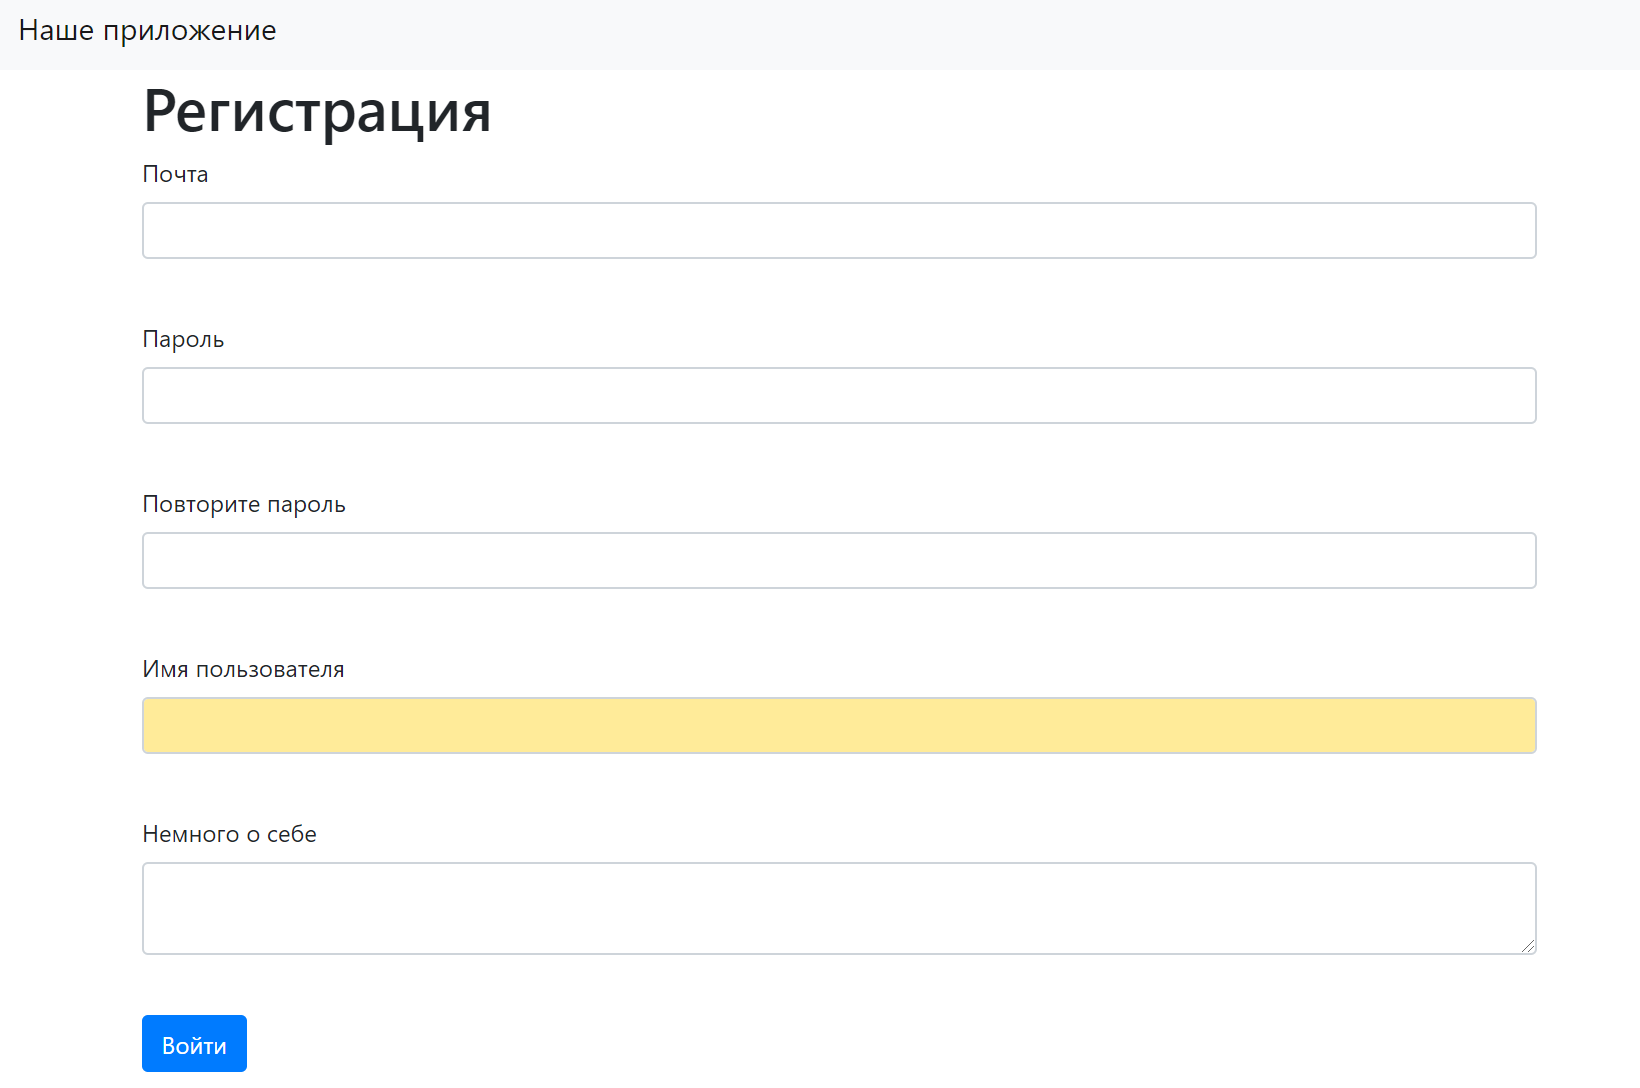 Наше приложение
Регистрация
Почта
Пароль
Повторите пароль
Имя пользователя
Немного о себе
Войти